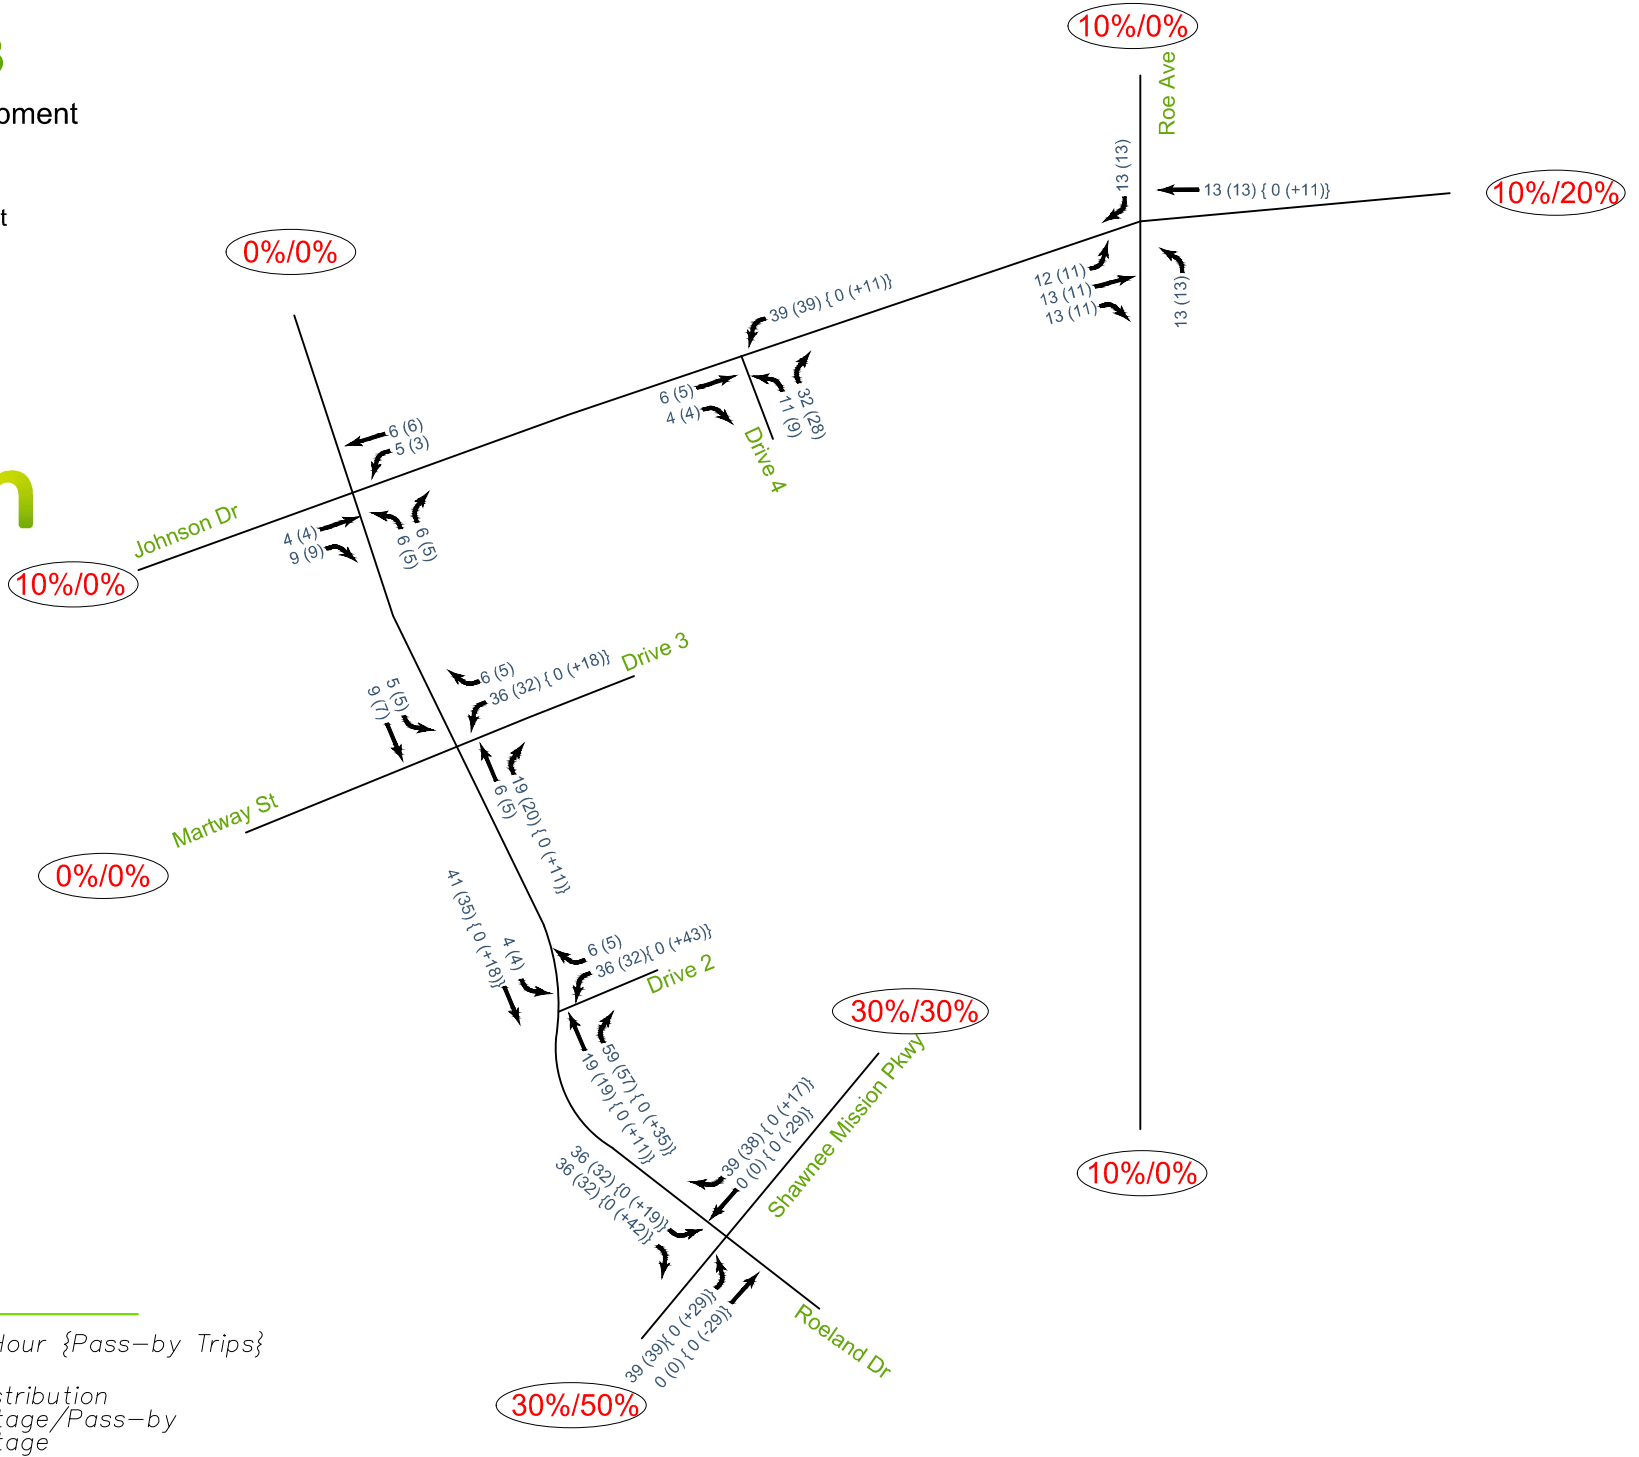 10%/0%
Roe Ave
pment
13 (13)
13 (13) { 0 (+11)}
10%/20%
t
0%/0%
12 (11)
13 (11)
13 (11)
13 (13)
39 (39) { 0 (+11)}
6 (5)
4 (4)
11 (9)
32 (28)
Drive 4
6 (6)
5 (3)
Johnson Dr
4 (4)
9 (9)
6 (5)
6 (5)
10%/0%
6 (5)
36 (32) { 0 (+18)}
Drive 3
5 (5)
9 (7)
6 (5)
19 (20) { 0 (+11)}
Martway St
0%/0%
41 (35) { 0 (+18)}
4 (4)
6 (5)
36 (32){ 0 (+43)}
Drive 2
59 (57) { 0 (+35)}
19 (19) { 0 (+11)}
30%/30%
Shawnee Mission Pkwy
39 (38) { 0 (+17)}
0 (0) { 0 (-29)}
36 (32) {0 (+19)}
36 (32) {0 (+42)}
10%/0%
39 (39){ 0 (+29)}
0 (0) { 0 (-29)}
Roeland Dr
30%/50%
Hour {Pass-by Trips}
stribution
tage/Pass-by
tage